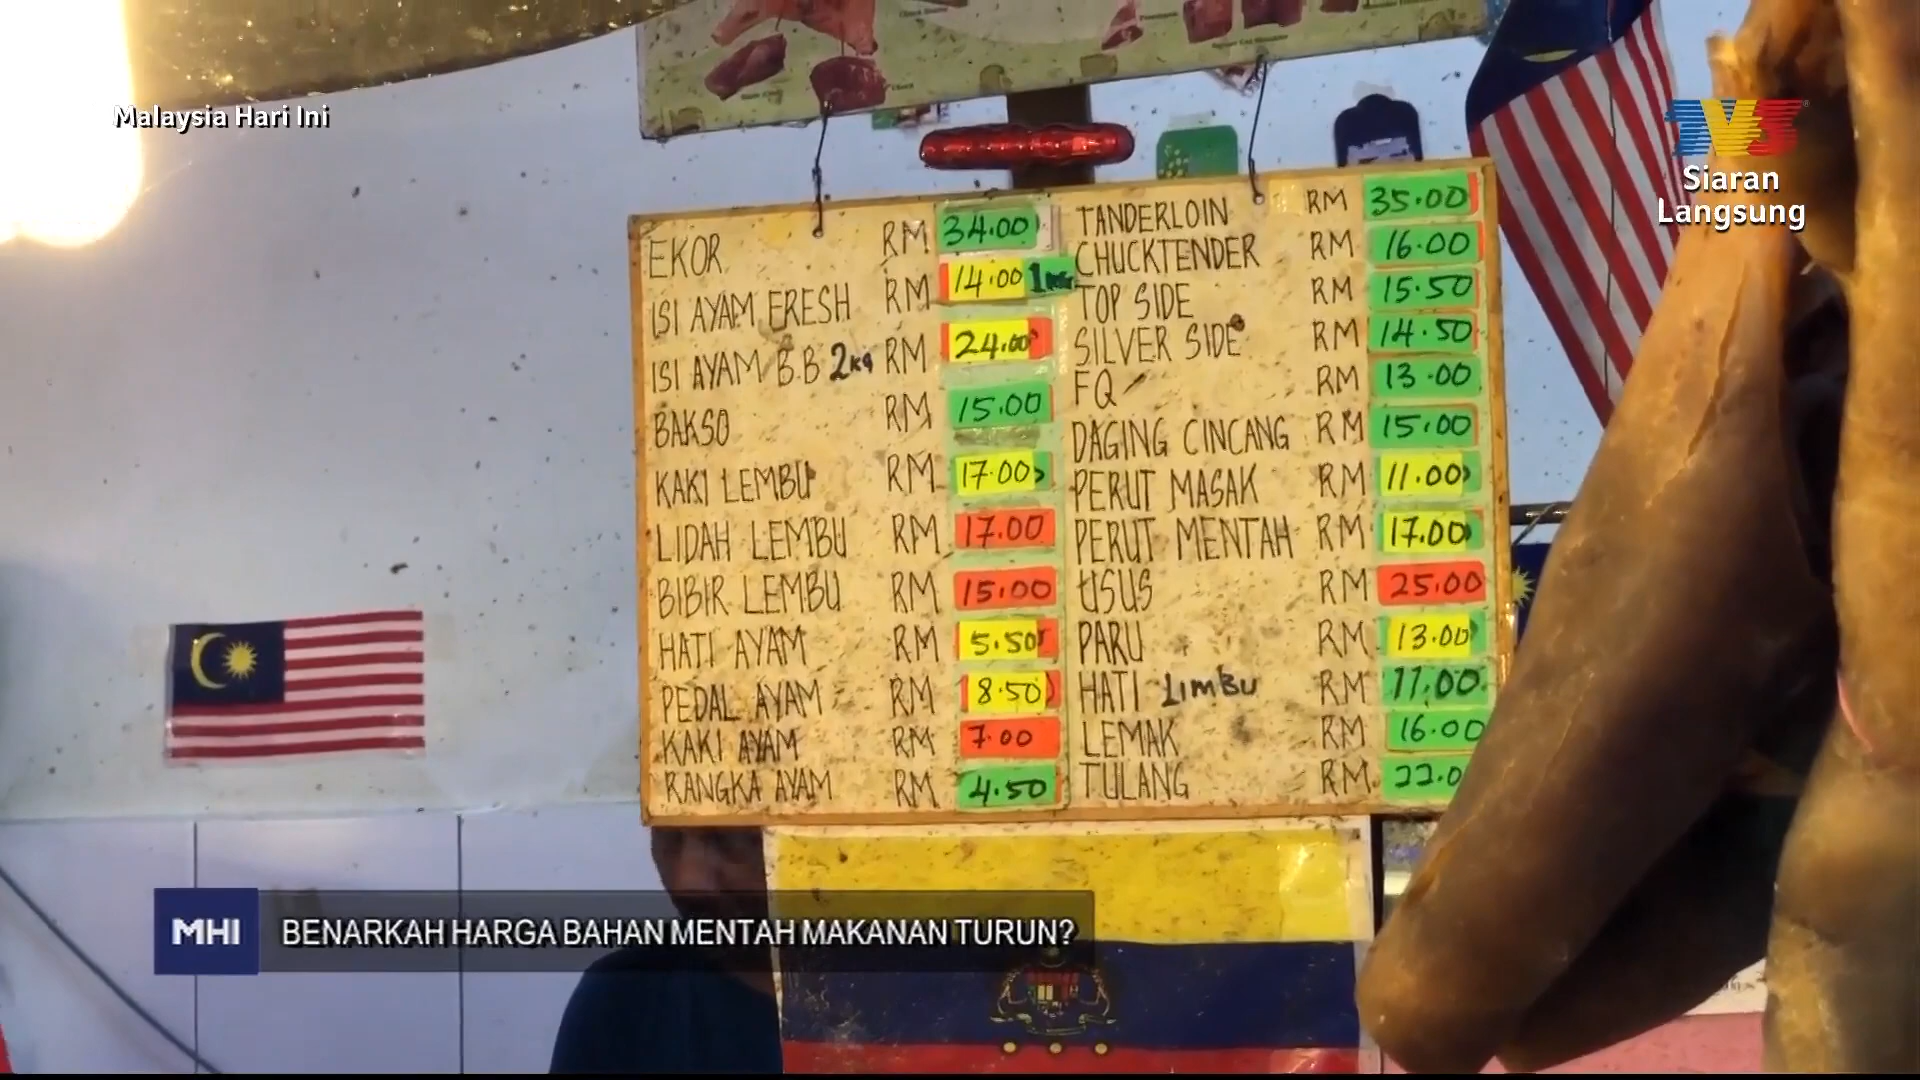 Malaysia Hari Ini
TV3
Siaran
Langsung
EKOR RM 34.00
ISI AYAM FRESH RM 14.00
ISI AYAM B.B 2kg RM 24.00
BAKSO RM 15.00
KAKI LEMBU RM 17.00
LIDAH LEMBU RM 17.00
BIBIR LEMBU RM 15.00
HATI AYAM RM 5.50
PEDAL AYAM RM 8.50
KAKI AYAM RM 7.00
RANGKA AYAM RM 4.50
TANDERLOIN RM 35.00
CHUCKTENDER RM 16.00
TOP SIDE RM 15.50
SILVER SIDE RM 14.50
FQ RM 13.00
DAGING CINCANG RM 15.00
PERUT MASAK RM 11.00
PERUT MENTAH RM 17.00
USUS RM 25.00
PARU RM 13.00
HATI LIMBU RM 11.00
LEMAK RM 16.00
TULANG RM 22.0
MHI BENARKAH HARGA BAHAN MENTAH MAKANAN TURUN?